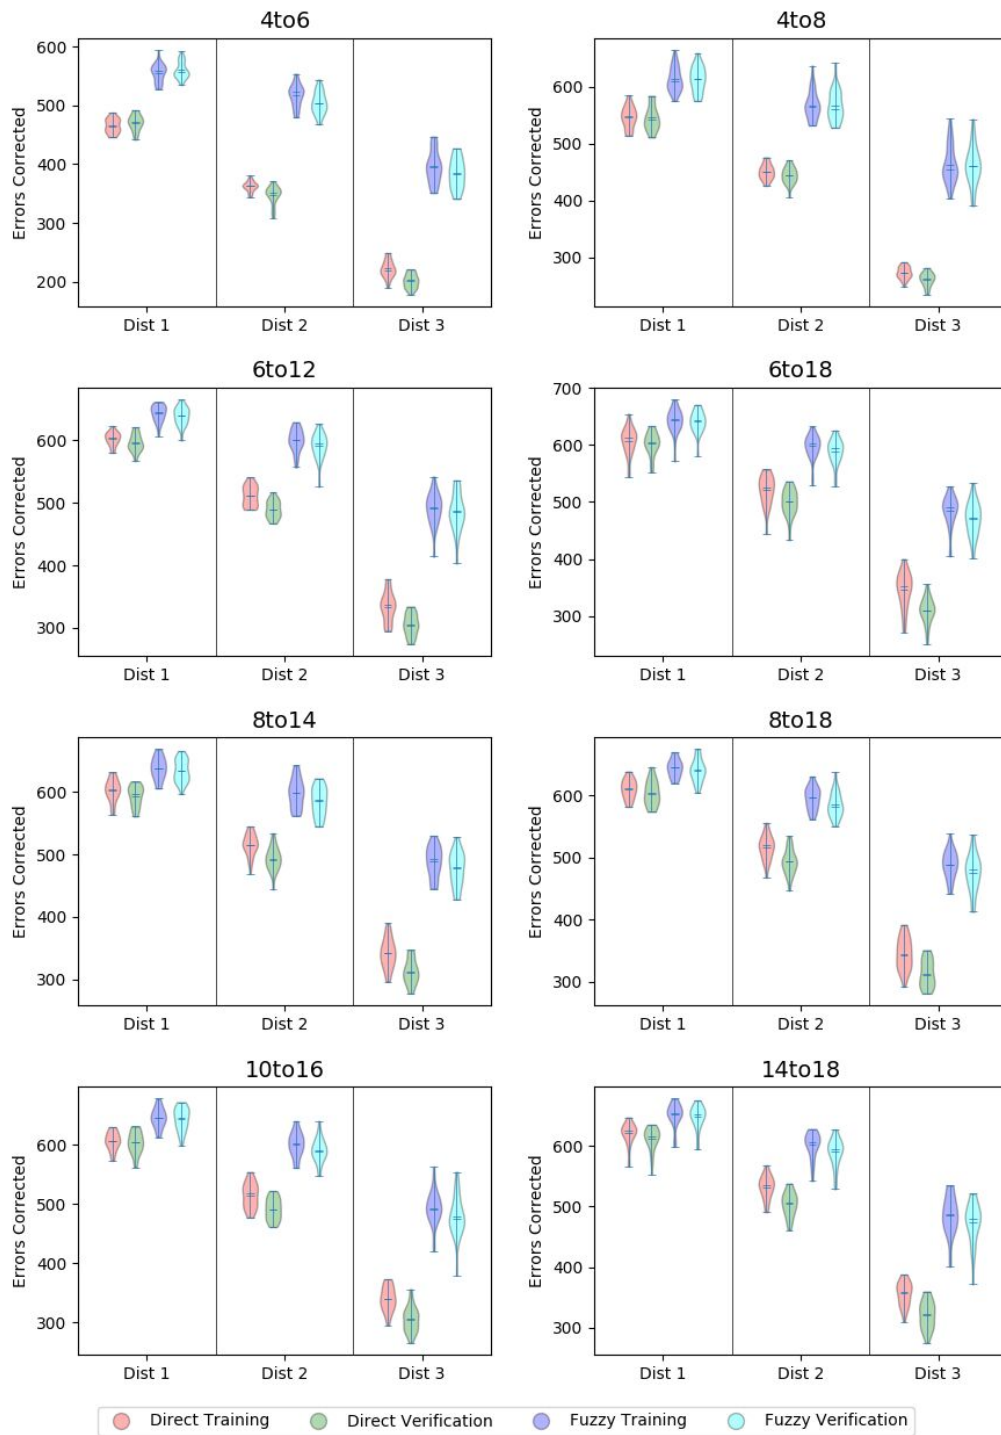 4to6
Errors Corrected
600
500
400
300
200
Dist 1 Dist 2 Dist 3
4to8
Errors Corrected
600
500
400
300
Dist 1 Dist 2 Dist 3
6to12
Errors Corrected
600
500
400
300
Dist 1 Dist 2 Dist 3
6to18
Errors Corrected
700
600
500
400
300
Dist 1 Dist 2 Dist 3
8to14
Errors Corrected
600
500
400
300
Dist 1 Dist 2 Dist 3
8to18
Errors Corrected
600
500
400
300
Dist 1 Dist 2 Dist 3
10to16
Errors Corrected
600
500
400
300
Dist 1 Dist 2 Dist 3
14to18
Errors Corrected
600
500
400
300
Dist 1 Dist 2 Dist 3
Direct Training Direct Verification Fuzzy Training Fuzzy Verification